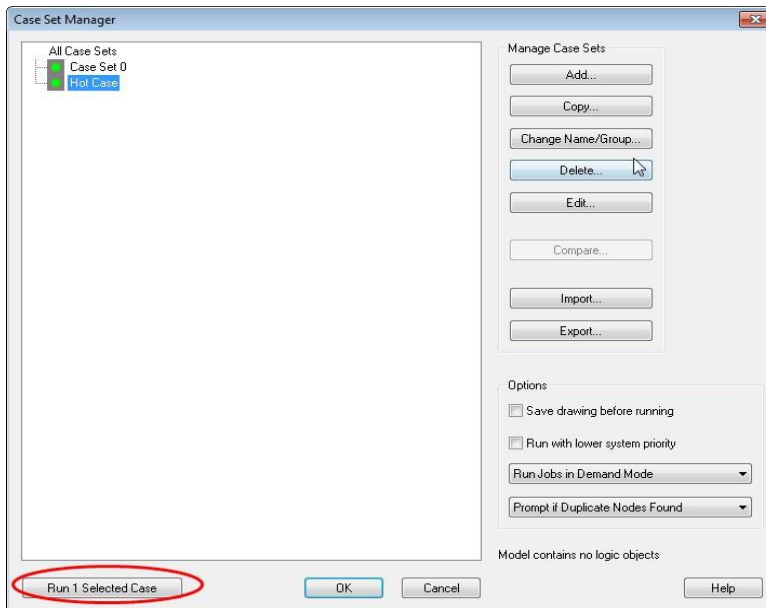 Case Set Manager
All Case Sets
Case Set 0
Hot Case
Manage Case Sets
Add...
Copy...
Change Name/Group...
Delete...
Edit...
Compare...
Import...
Export...
Options
Save drawing before running
Run with lower system priority
Run Jobs in Demand Mode
Prompt if Duplicate Nodes Found
Model contains no logic objects
Run 1 Selected Case
OK
Cancel
Help